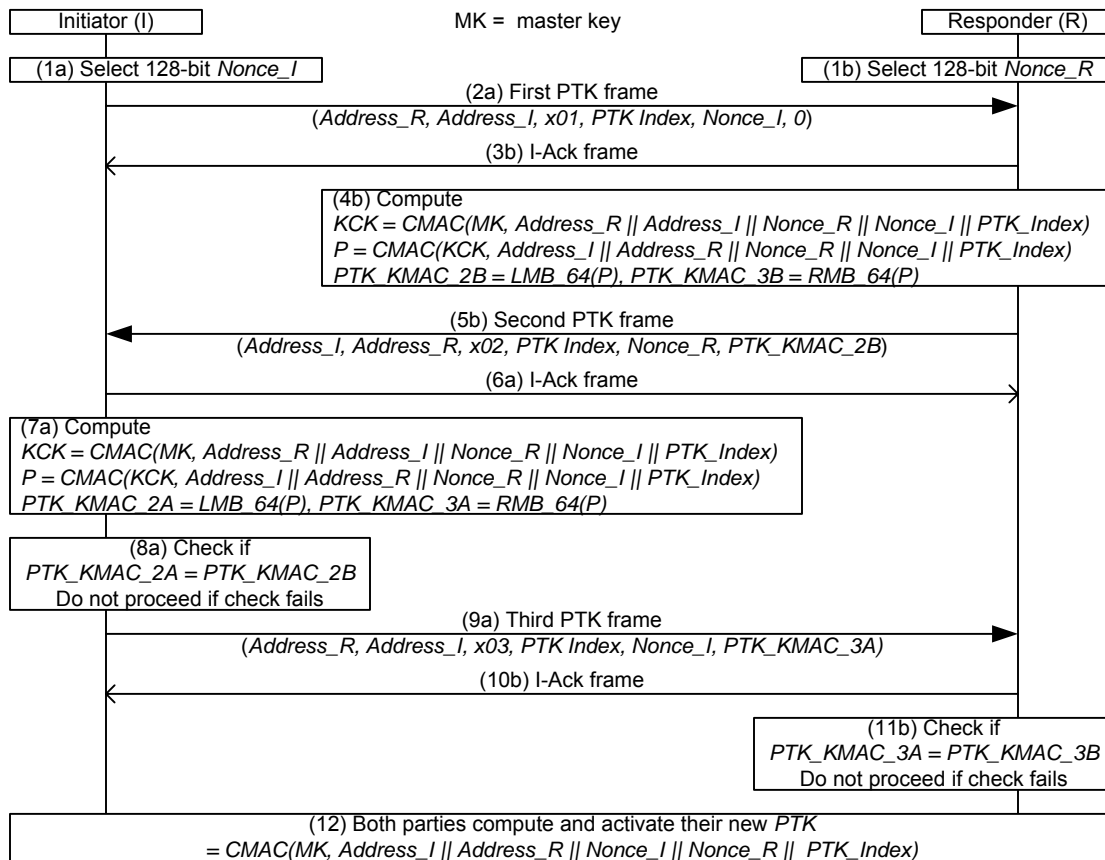 Initiator (I)
MK = master key
Responder (R)
(1a) Select 128-bit Nonce_I
(1b) Select 128-bit Nonce_R
(2a) First PTK frame
(Address_R, Address_I, x01, PTK Index, Nonce_I, 0)
(3b) I-Ack frame
(4b) Compute
KCK = CMAC(MK, Address_R || Address_I || Nonce_R || Nonce_I || PTK_Index)
P = CMAC(KCK, Address_I || Address_R || Nonce_R || Nonce_I || PTK_Index)
PTK_KMAC_2B = LMB_64(P), PTK_KMAC_3B = RMB_64(P)
(5b) Second PTK frame
(Address_I, Address_R, x02, PTK Index, Nonce_R, PTK_KMAC_2B)
(6a) I-Ack frame
(7a) Compute
KCK = CMAC(MK, Address_R || Address_I || Nonce_R || Nonce_I || PTK_Index)
P = CMAC(KCK, Address_I || Address_R || Nonce_R || Nonce_I || PTK_Index)
PTK_KMAC_2A = LMB_64(P), PTK_KMAC_3A = RMB_64(P)
(8a) Check if
PTK_KMAC_2A = PTK_KMAC_2B
Do not proceed if check fails
(9a) Third PTK frame
(Address_R, Address_I, x03, PTK Index, Nonce_I, PTK_KMAC_3A)
(10b) I-Ack frame
(11b) Check if
PTK_KMAC_3A = PTK_KMAC_3B
Do not proceed if check fails
(12) Both parties compute and activate their new PTK
= CMAC(MK, Address_I || Address_R || Nonce_I || Nonce_R || PTK_Index)